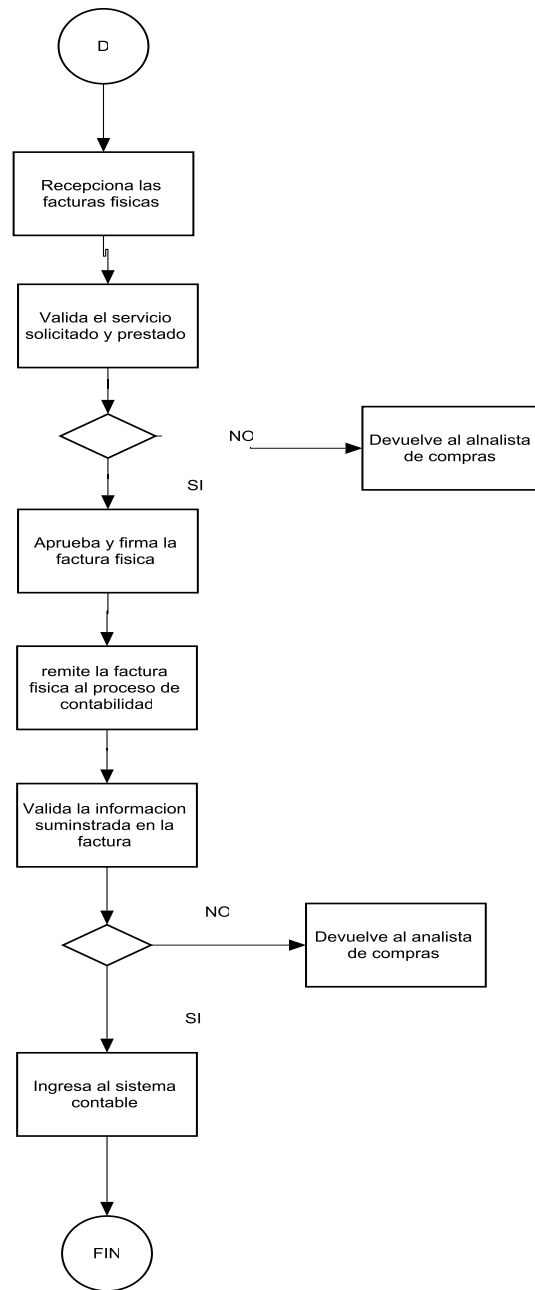 D
Recepciona las
facturas fisicas
Valida el servicio
solicitado y prestado
NO
Devuelve al alnalista
de compras
SI
Aprueba y firma la
factura fisica
remite la factura
fisica al proceso de
contabilidad
Valida la informacion
suminstrada en la
factura
NO
Devuelve al analista
de compras
SI
Ingresa al sistema
contable
FIN